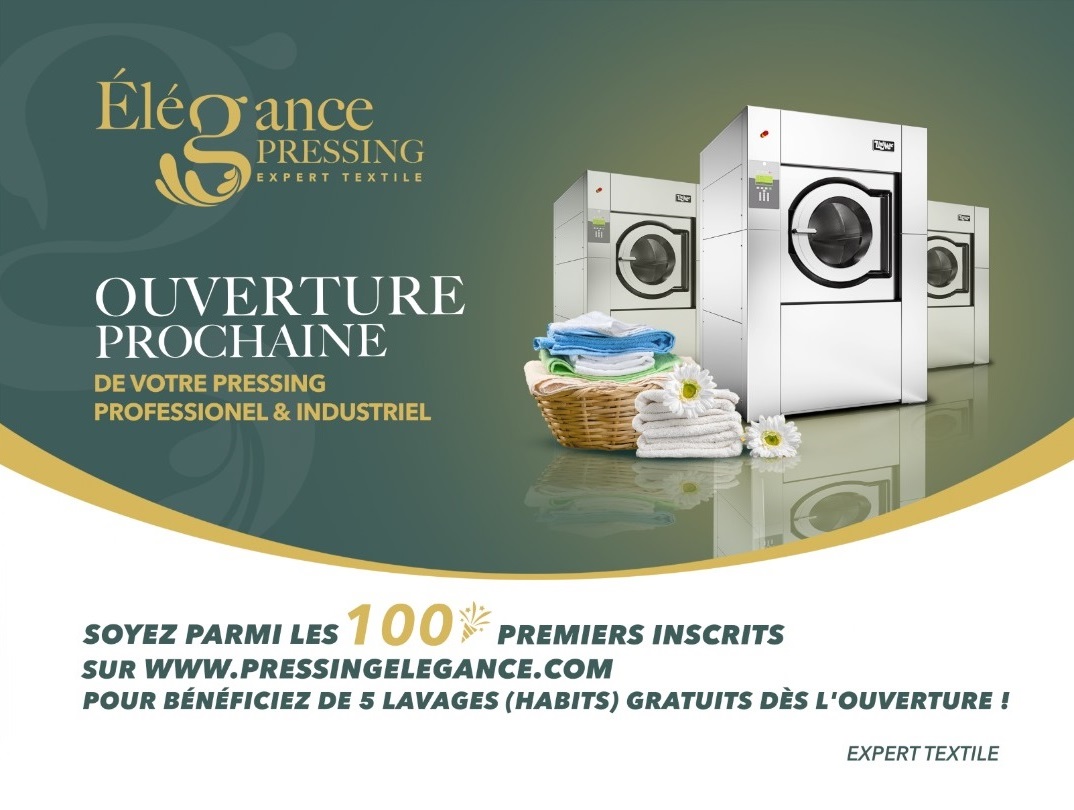 Élégance
PRESSING
EXPERT TEXTILE
OUVERTURE
PROCHAINE
DE VOTRE PRESSING
PROFESSIONEL & INDUSTRIEL
SOYEZ PARMI LES 100 PREMIERS INSCRITS
SUR WWW.PRESSINGELEGANCE.COM
POUR BÉNÉFICIEZ DE 5 LAVAGES (HABITS) GRATUITS DÈS L'OUVERTURE !
EXPERT TEXTILE